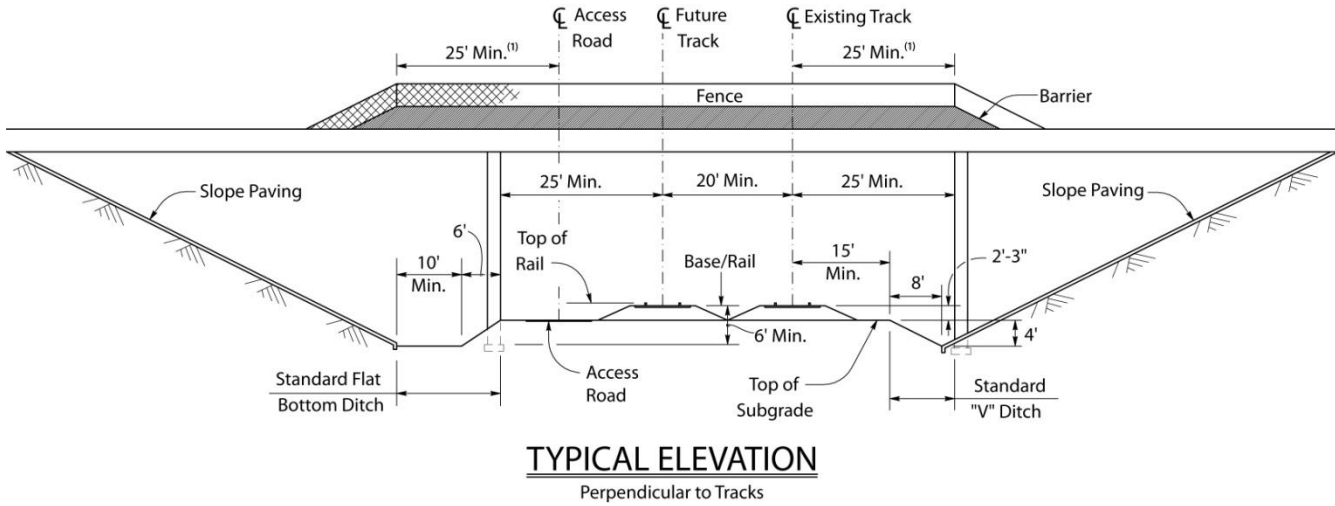 ℄ Access
Road
℄ Future
Track
℄ Existing Track
25' Min.(1)
25' Min.(1)
Fence
Barrier
Slope Paving
25' Min.
20' Min.
25' Min.
Slope Paving
6'
Top of
Rail
Base/Rail
15'
Min.
2'-3"
10'
Min.
8'
6' Min.
4'
Standard Flat
Bottom Ditch
Access
Road
Top of
Subgrade
Standard
"V" Ditch
TYPICAL ELEVATION
Perpendicular to Tracks